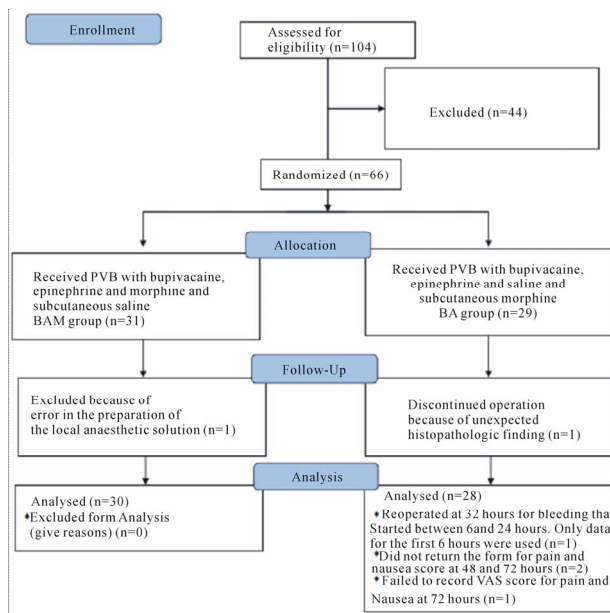 Enrollment
Assessed for
eligibility (n=104)
Excluded (n=44)
Randomized (n=66)
Allocation
Received PVB with bupivacaine,
epinephrine and morphine and
subcutaneous saline
BAM group (n=31)
Received PVB with bupivacaine,
epinephrine and saline and
subcutaneous morphine
BA group (n=29)
Follow-Up
Excluded because of
error in the preparation of
the local anaesthetic solution (n=1)
Discontinued operation
because of unexpected
histopathologic finding (n=1)
Analysis
Analysed (n=30)
*Excluded form Analysis
(give reasons) (n=0)
Analysed (n=28)
* Reoperated at 32 hours for bleeding tha
Started between 6and 24 hours. Only data
for the first 6 hours were used (n=1)
* Did not return the form for pain and
nausea score at 48 and 72 hours (n=2)
* Failed to record VAS score for pain and
Nausea at 72 hours (n=1)